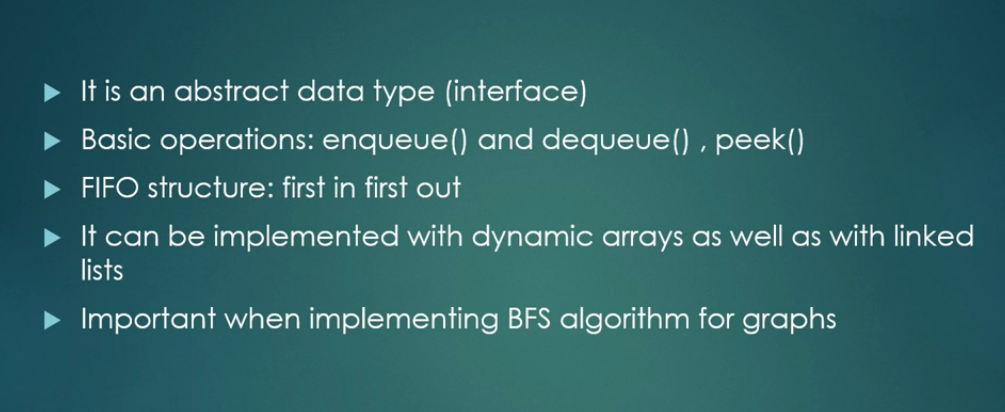 It is an abstract data type (interface)
Basic operations: enqueue() and dequeue() , peek()
FIFO structure: first in first out
It can be implemented with dynamic arrays as well as with linked
lists
Important when implementing BFS algorithm for graphs